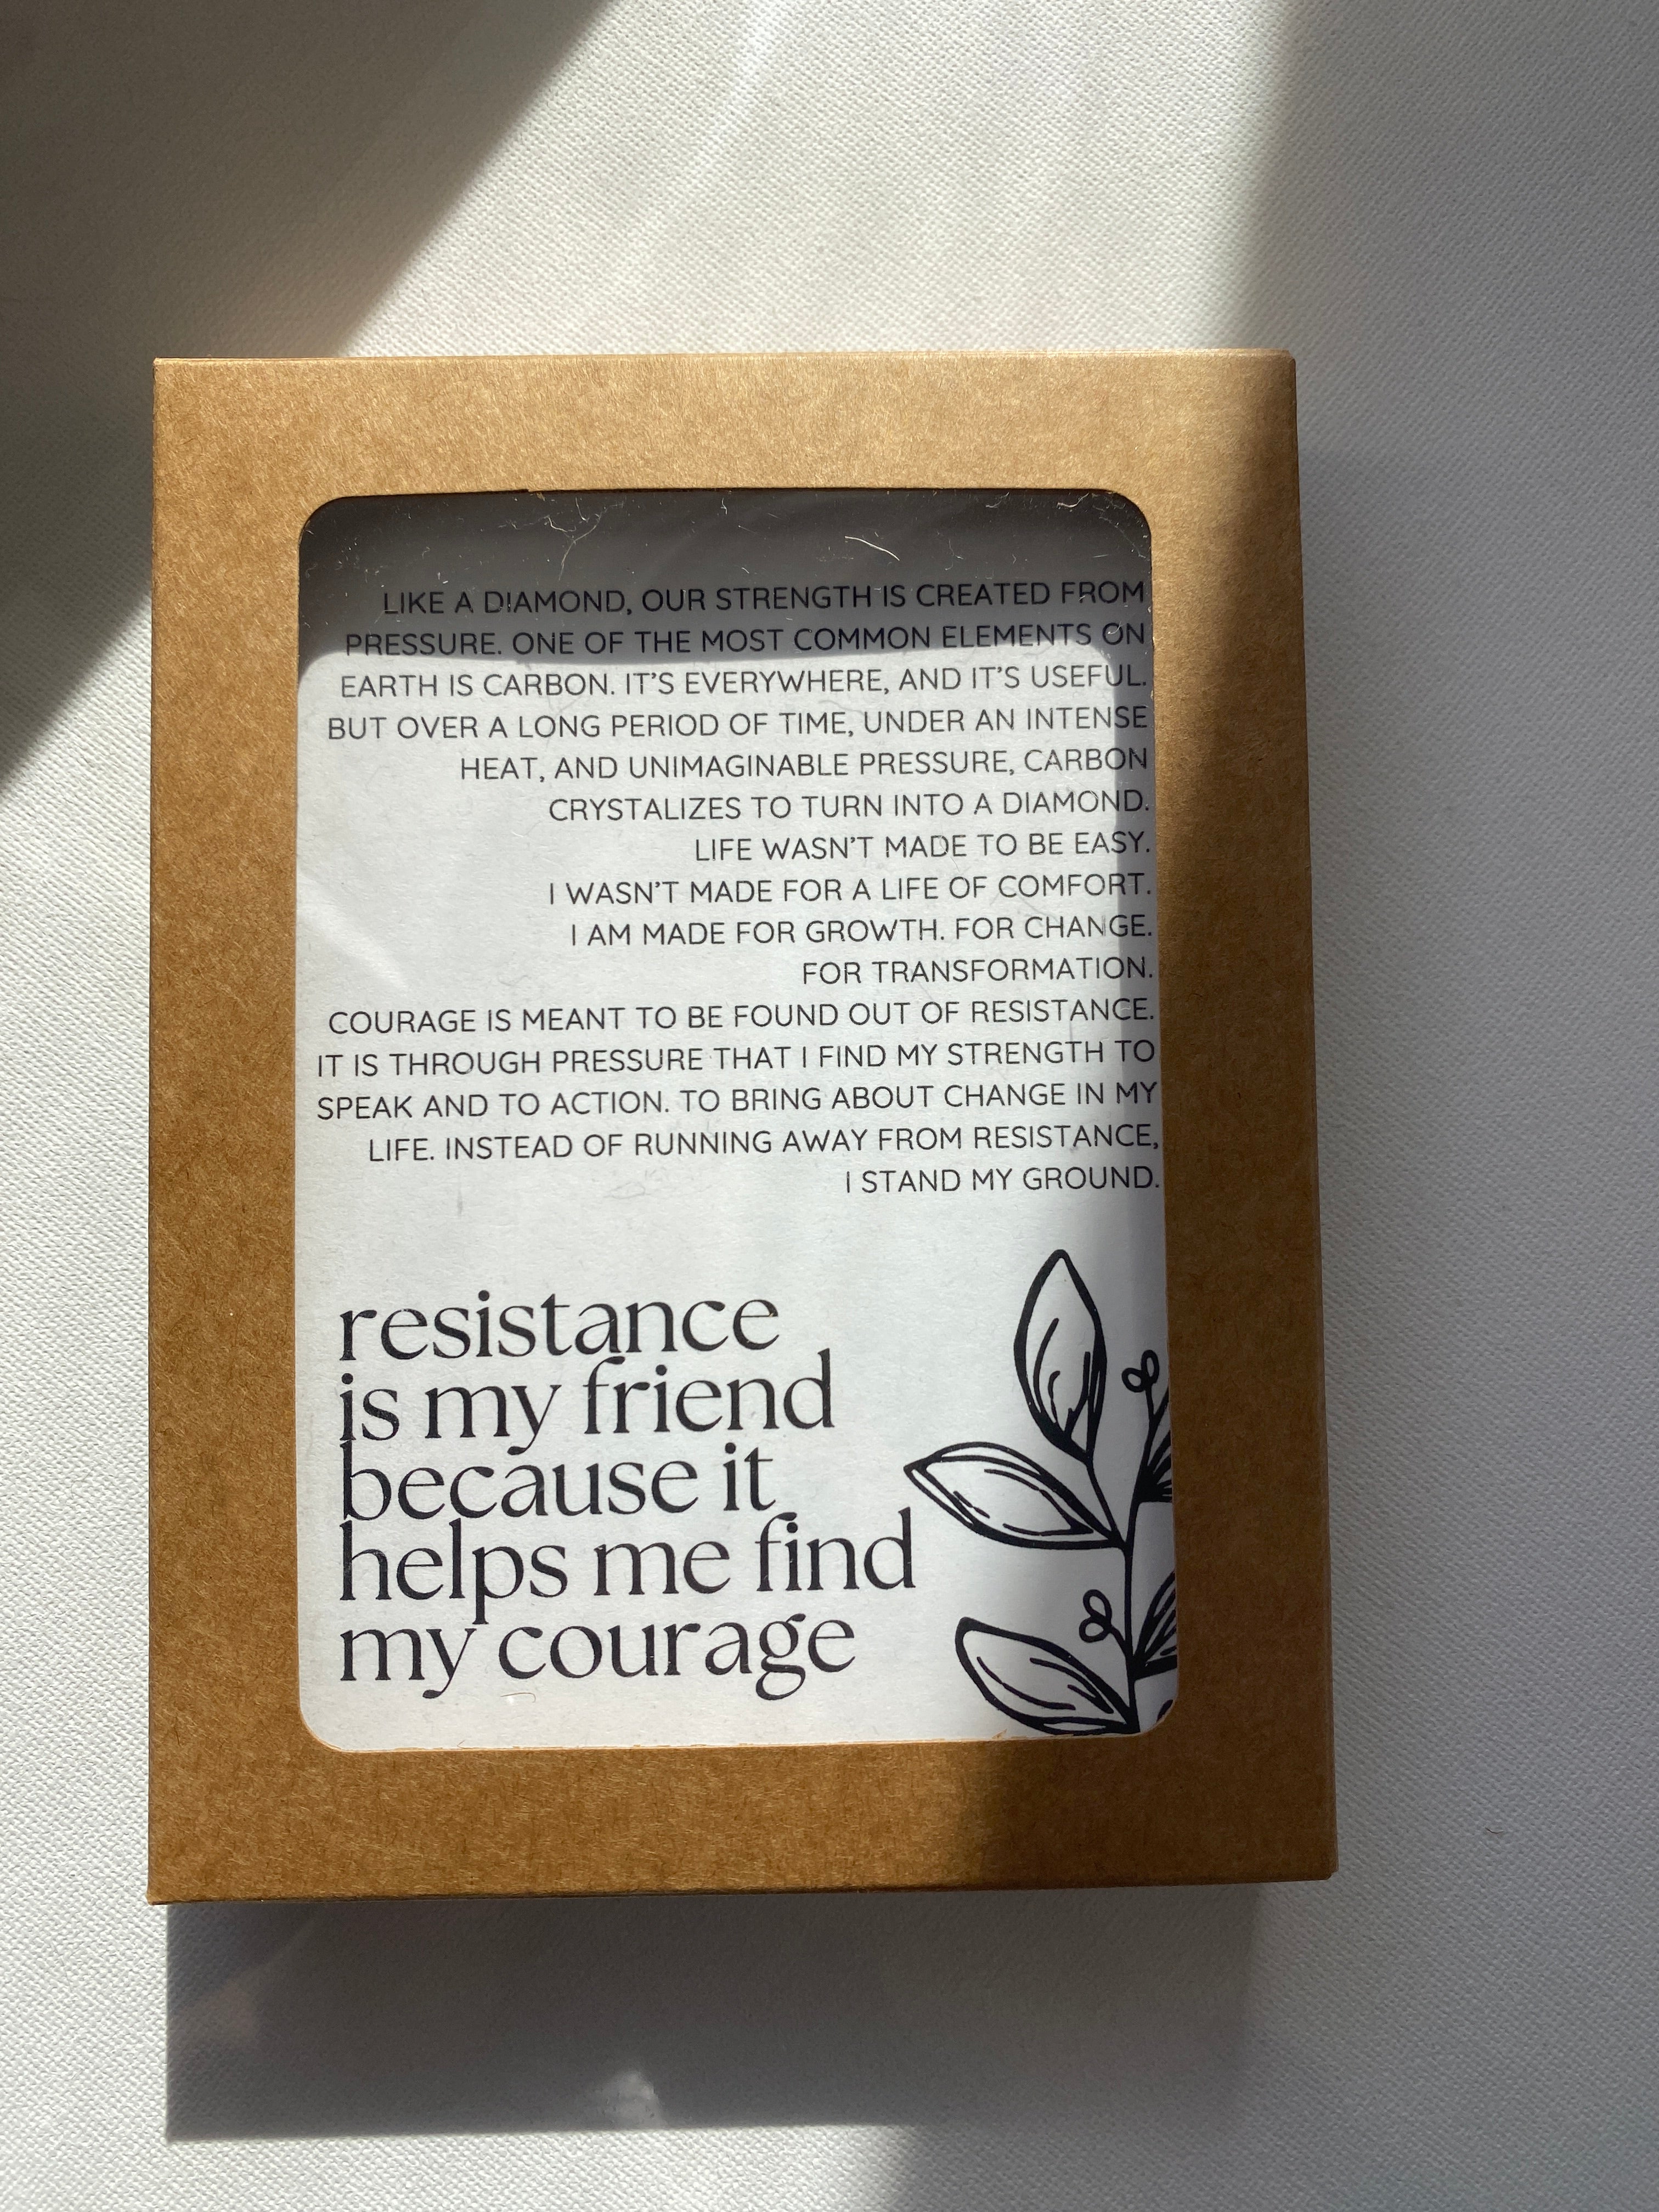 LIKE A DIAMOND, OUR STRENGTH IS CREATED FROM
PRESSURE. ONE OF THE MOST COMMON ELEMENTS ON
EARTH IS CARBON. IT'S EVERYWHERE, AND IT'S USEFUL.
BUT OVER A LONG PERIOD OF TIME, UNDER AN INTENSE
HEAT, AND UNIMAGINABLE PRESSURE, CARBON
CRYSTALIZES TO TURN INTO A DIAMOND.
LIFE WASN'T MADE TO BE EASY.
I WASN'T MADE FOR A LIFE OF COMFORT.
I AM MADE FOR GROWTH. FOR CHANGE.
FOR TRANSFORMATION.
COURAGE IS MEANT TO BE FOUND OUT OF RESISTANCE.
IT IS THROUGH PRESSURE THAT I FIND MY STRENGTH TO
SPEAK AND TO ACTION. TO BRING ABOUT CHANGE IN MY
LIFE. INSTEAD OF RUNNING AWAY FROM RESISTANCE,
I STAND MY GROUND.
resistance
is my friend
because it
helps me find
my courage